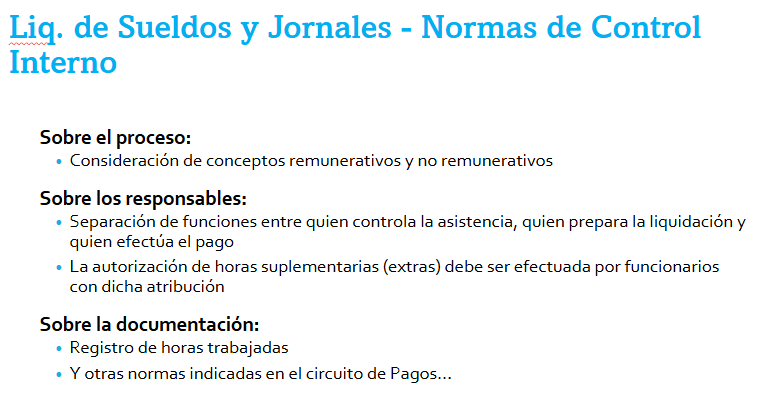 Liq. de Sueldos y Jornales - Normas de Control
Interno
Sobre el proceso:
• Consideración de conceptos remunerativos y no remunerativos
Sobre los responsables:
• Separación de funciones entre quien controla la asistencia, quien prepara la liquidación y
quien efectúa el pago
• La autorización de horas suplementarias (extras) debe ser efectuada por funcionarios
con dicha atribución
Sobre la documentación:
• Registro de horas trabajadas
• Y otras normas indicadas en el circuito de Pagos...